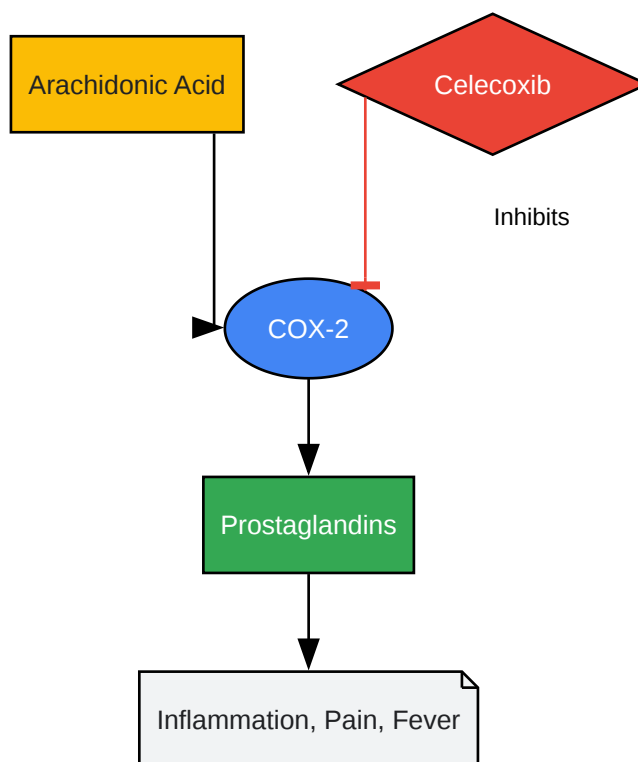 Arachidonic Acid
Celecoxib
Inhibits
COX-2
Prostaglandins
Inflammation, Pain, Fever